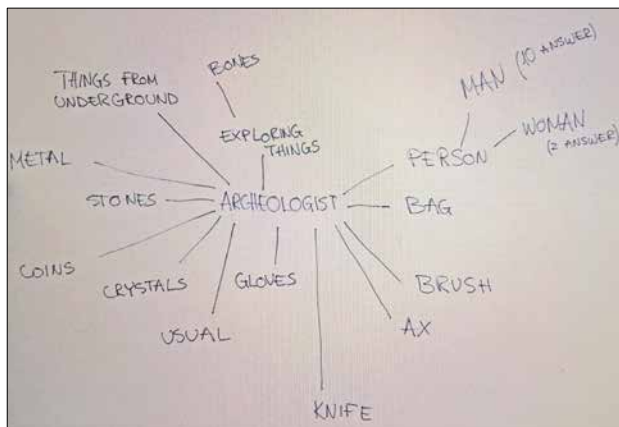 BONES
THINGS FROM
UNDERGROUND
MAN (10 ANSWER)
WOMAN
(2 ANSWER)
EXPLORING
THINGS
PERSON
METAL
STONES
ARCHEOLOGIST
BAG
COINS
CRYSTALS
GLOVES
BRUSH
USUAL
AX
KNIFE